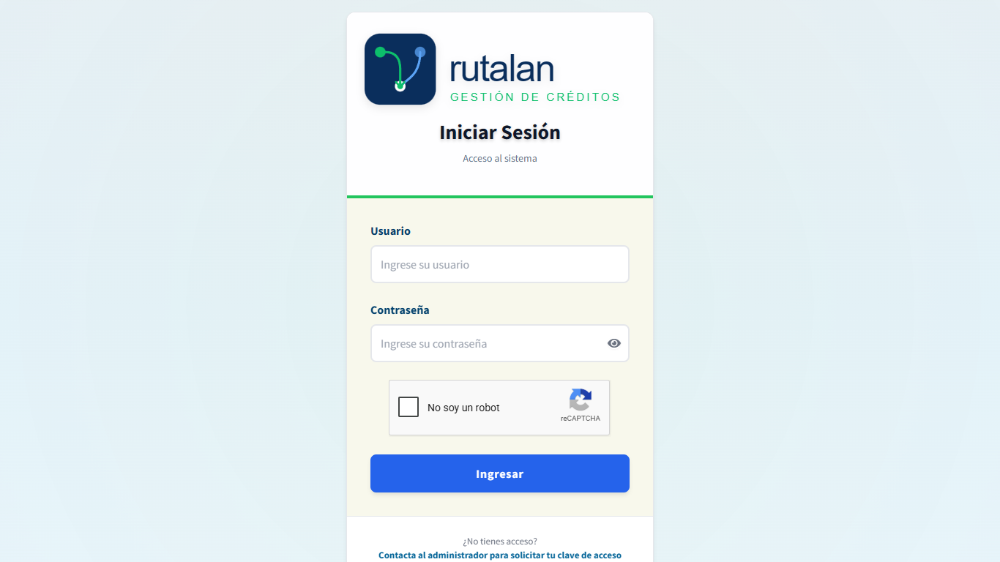 rutalan
GESTIÓN DE CRÉDITOS
Iniciar Sesión
Acceso al sistema
Usuario
Ingrese su usuario
Contraseña
Ingrese su contraseña
No soy un robot
reCAPTCHA
Ingresar
¿No tienes acceso?
Contacta al administrador para solicitar tu clave de acceso